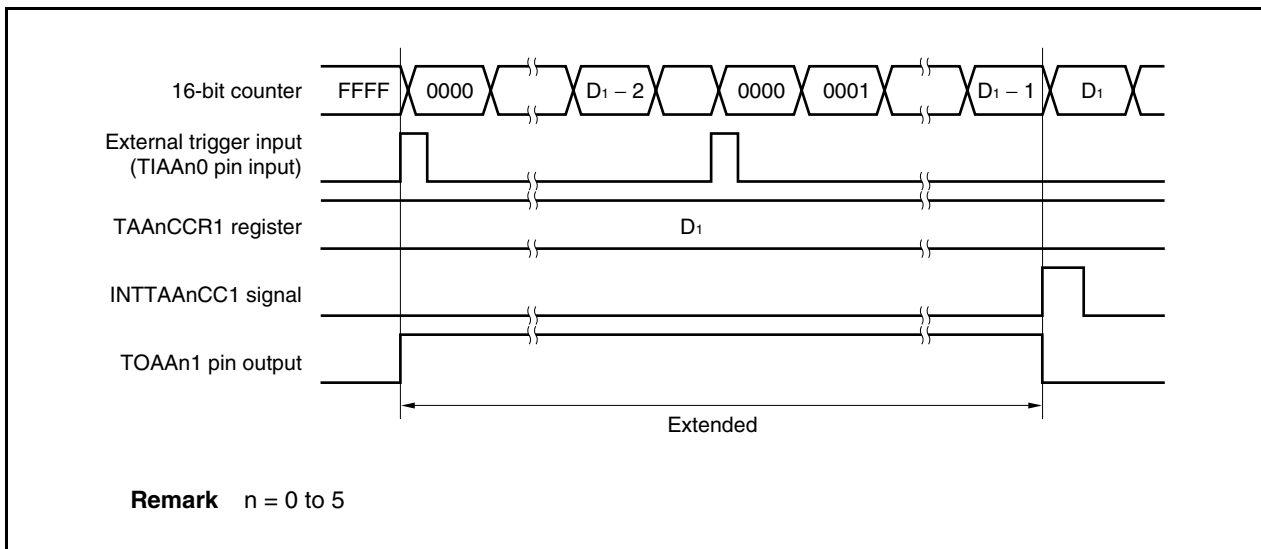 16-bit counter FFFF 0000 D1 − 2 0000 0001 D1 − 1 D1
External trigger input
(TIAAn0 pin input)
TAAnCCR1 register D1
INTTAAnCC1 signal
TOAAn1 pin output
Extended
Remark n = 0 to 5